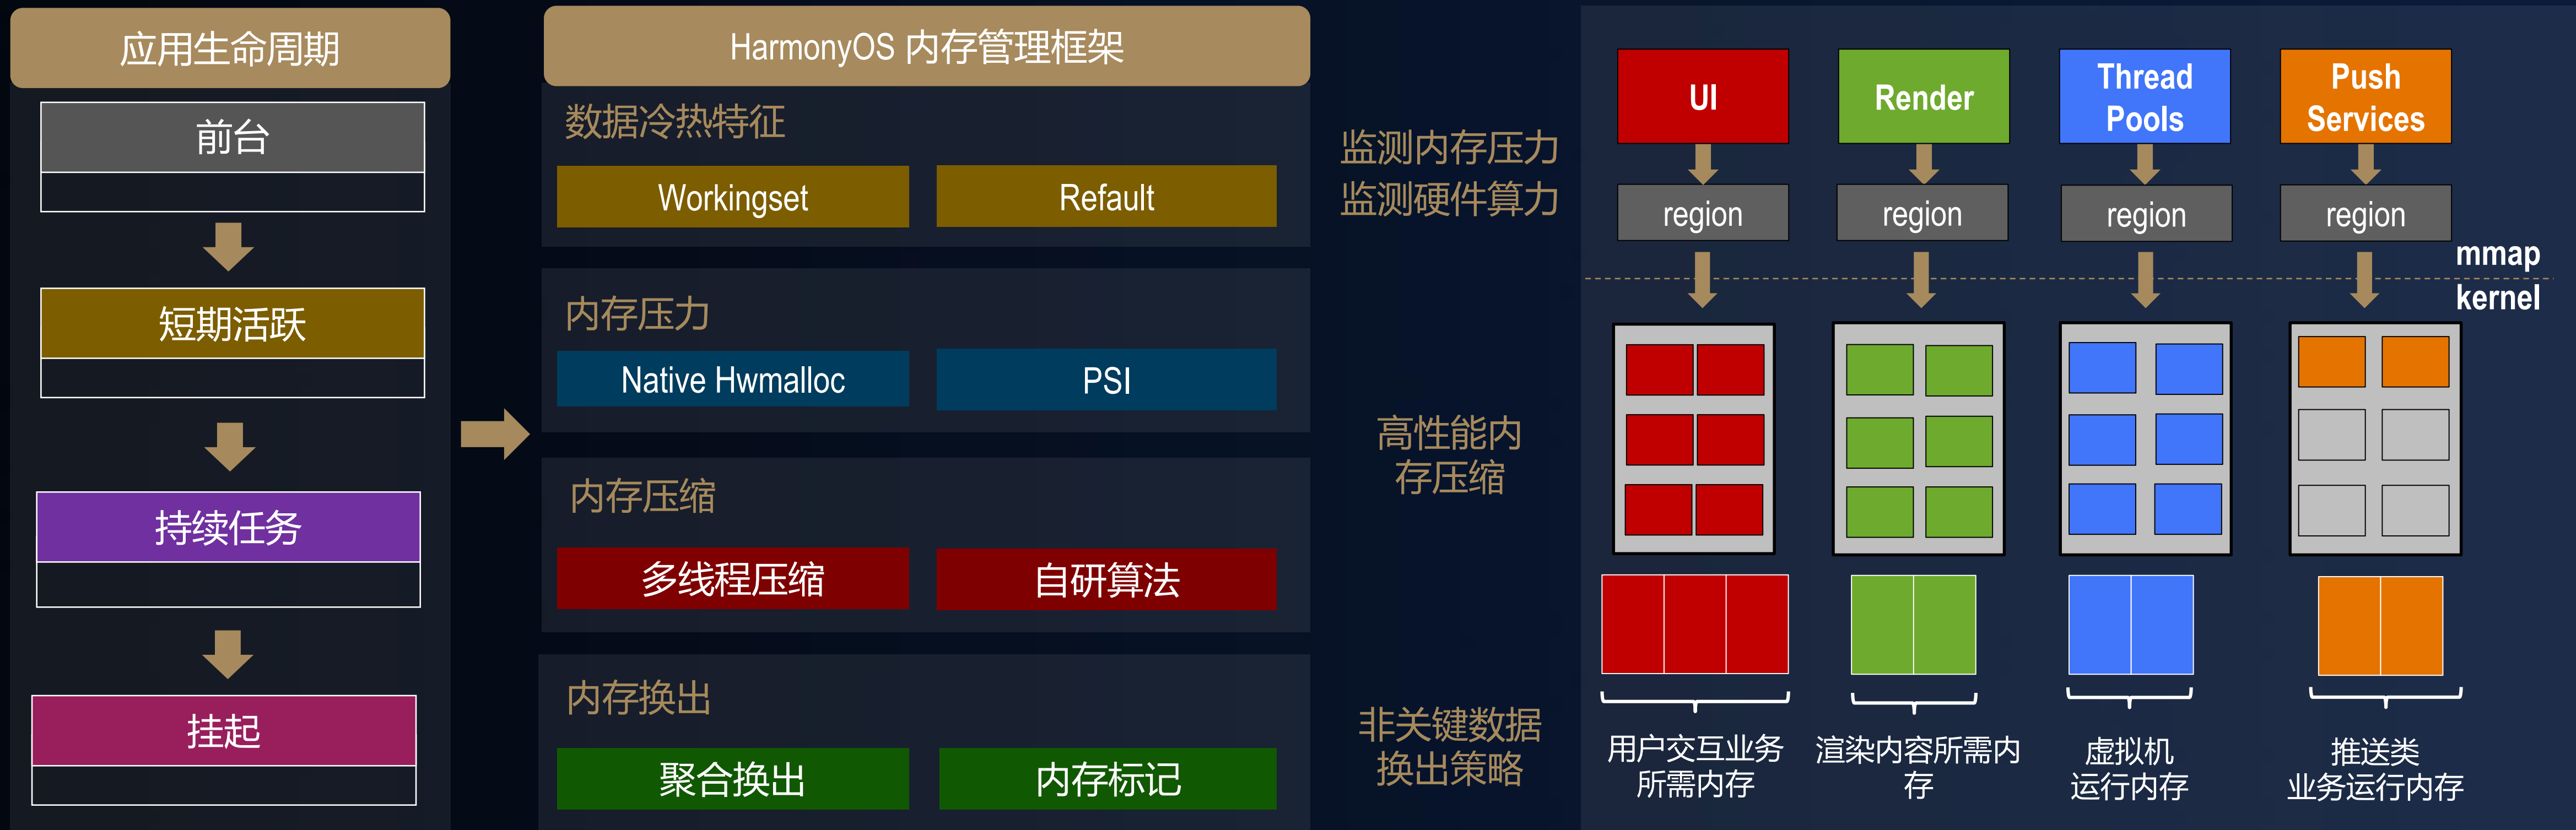 应用生命周期
前台
短期活跃
持续任务
挂起
HarmonyOS 内存管理框架
数据冷热特征
Workingset
Refault
内存压力
Native Hwmalloc
PSI
内存压缩
多线程压缩
自研算法
内存换出
聚合换出
内存标记
监测内存压力
监测硬件算力
高性能内
存压缩
非关键数据
换出策略
UI
Render
Thread
Pools
Push
Services
region
region
region
region
mmap
kernel
用户交互业务
所需内存
渲染内容所需内
存
虚拟机
运行内存
推送类
业务运行内存